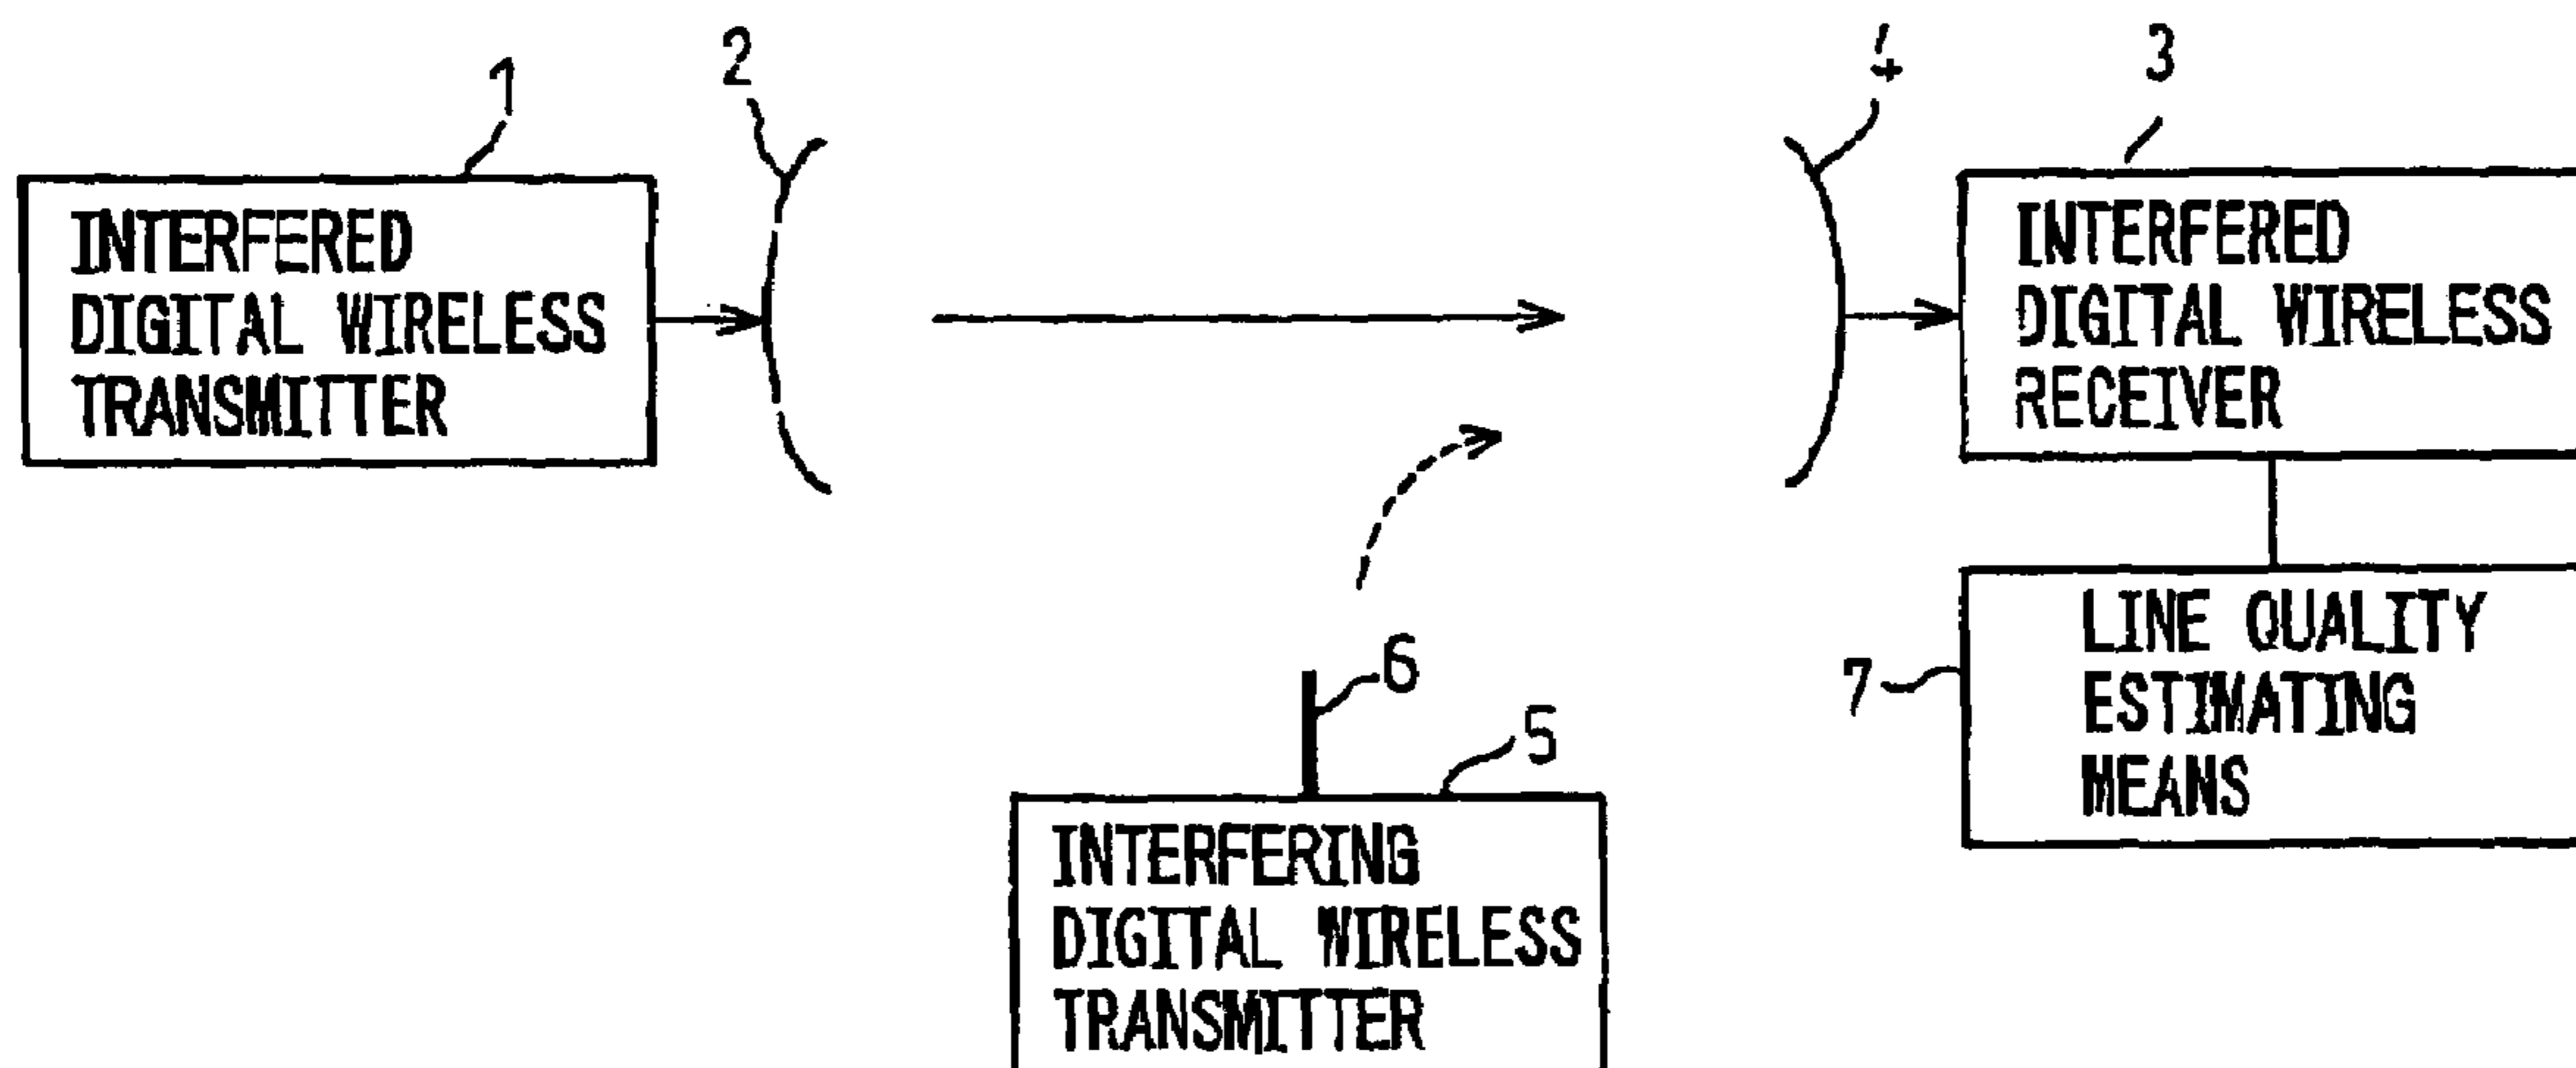 1
2
4
3
INTERFERED
DIGITAL WIRELESS
TRANSMITTER
INTERFERED
DIGITAL WIRELESS
RECEIVER
6
5
7
LINE QUALITY
ESTIMATING
MEANS
INTERFERING
DIGITAL WIRELESS
TRANSMITTER